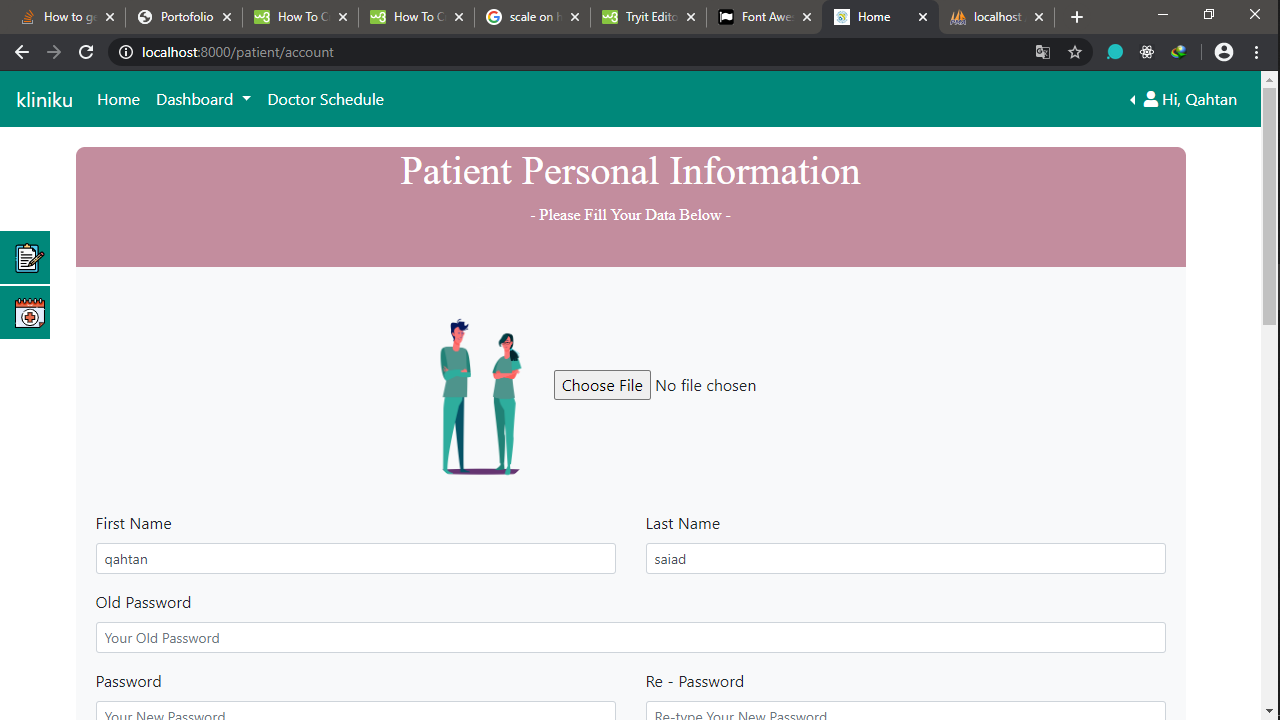 How to ge
Portofolio
How To C
How To C
scale on h
Tryit Edito
Font Awes
Home
localhost
localhost:8000/patient/account
kliniku Home Dashboard Doctor Schedule Hi, Qahtan
Patient Personal Information
- Please Fill Your Data Below -
Choose File No file chosen
First Name Last Name
qahtan saiad
Old Password
Your Old Password
Password Re - Password
Your New Password Re-type Your New Password